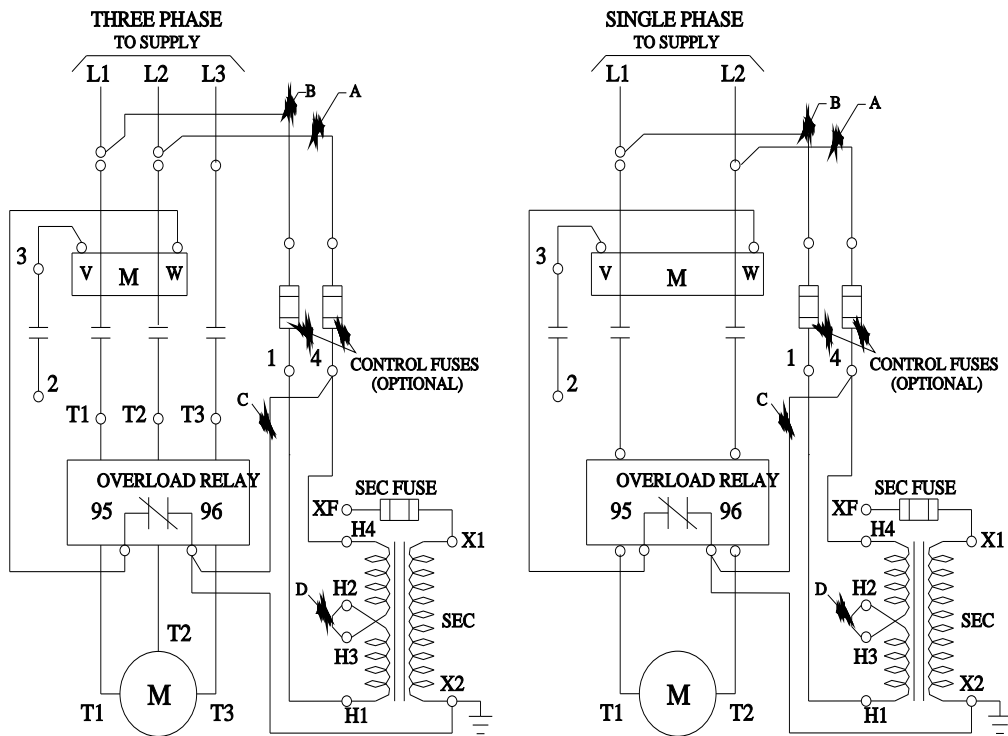 THREE PHASE
TO SUPPLY
L1 L2 L3
B
A
3
V M W
2
1 4
CONTROL FUSES
(OPTIONAL)
T1 T2 T3
C
OVERLOAD RELAY
95 96
SEC FUSE
XF
H4
X1
D
H2
H3
SEC
T2
X2
M
T1 T3
H1
SINGLE PHASE
TO SUPPLY
L1 L2
B
A
3
V M W
2
1 4
CONTROL FUSES
(OPTIONAL)
C
OVERLOAD RELAY
95 96
SEC FUSE
XF
H4
X1
D
H2
H3
SEC
X2
M
T1 T2
H1